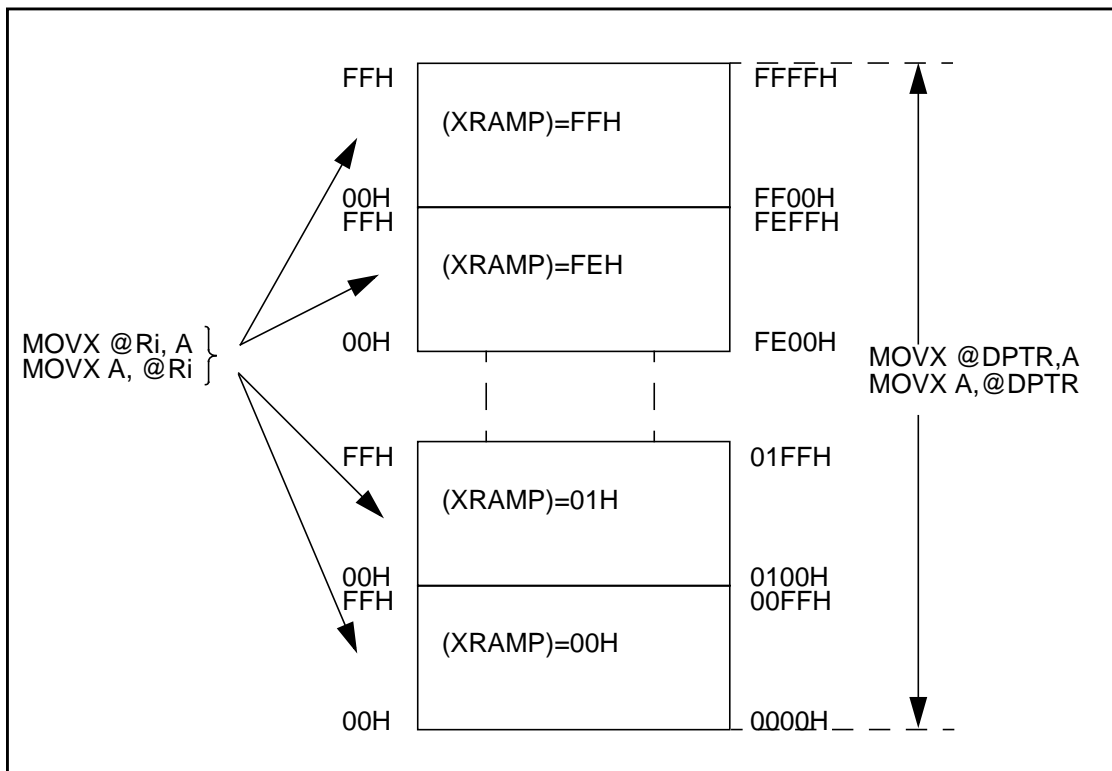 FFH FFFFH
(XRAMP)=FFH
00H FF00H
FFH FEFFH
(XRAMP)=FEH
00H FE00H
MOVX @Ri, A
MOVX A, @Ri
MOVX @DPTR,A
MOVX A,@DPTR
FFH 01FFH
(XRAMP)=01H
00H 0100H
FFH 00FFH
(XRAMP)=00H
00H 0000H